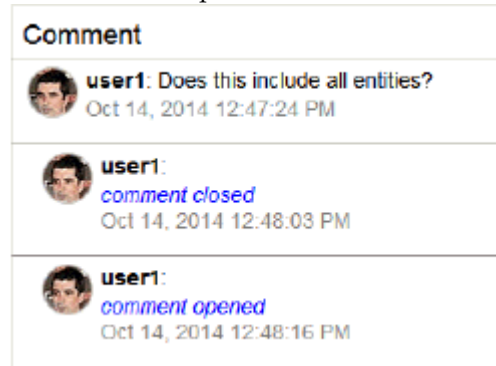 Comment
user1: Does this include all entities?
Oct 14, 2014 12:47:24 PM
user1:
comment closed
Oct 14, 2014 12:48:03 PM
user1:
comment opened
Oct 14, 2014 12:48:16 PM